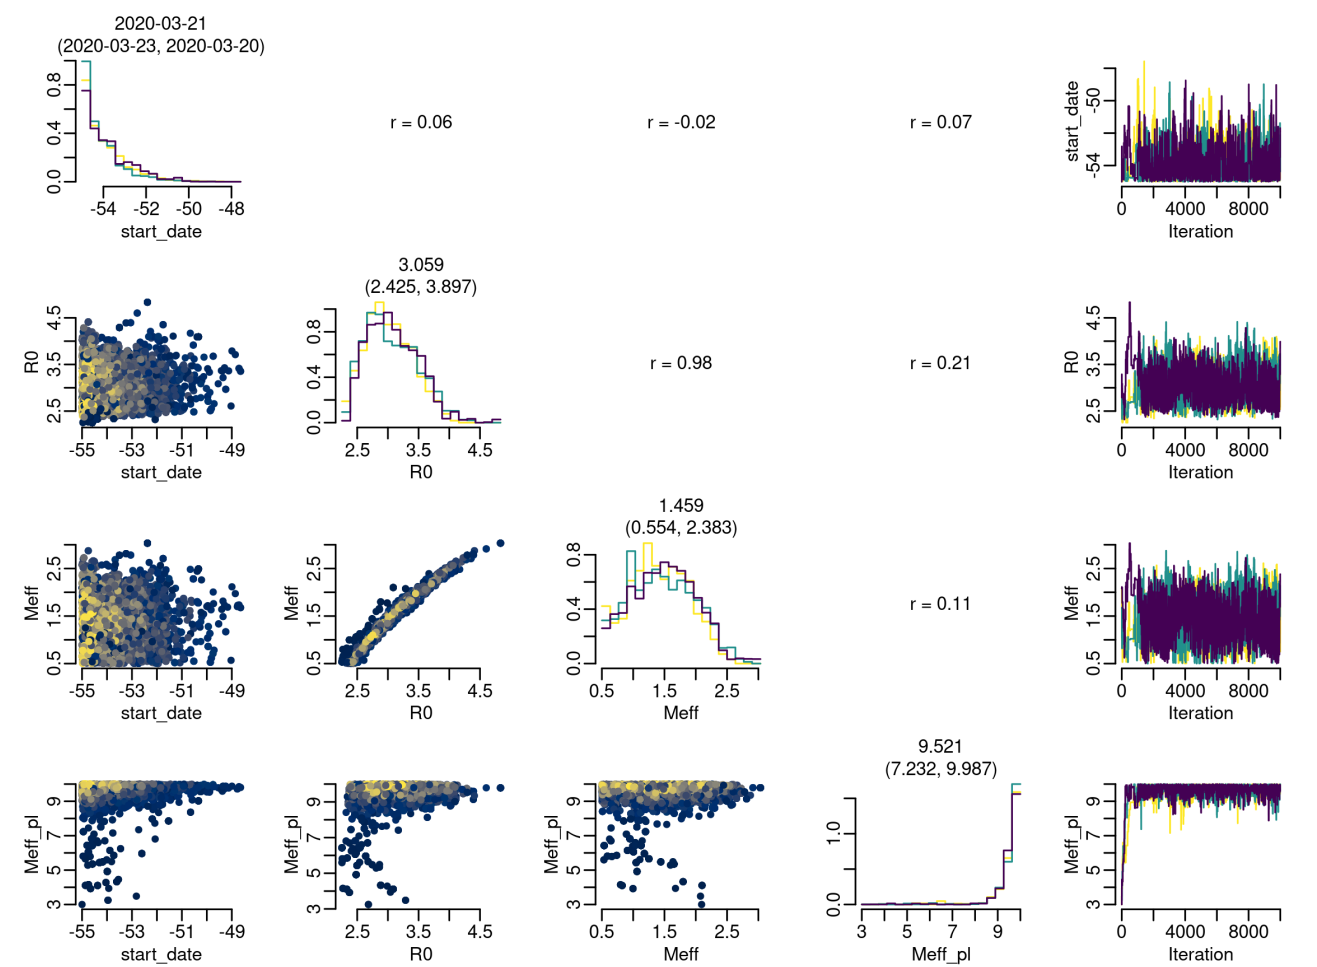 2020-03-21
(2020-03-23, 2020-03-20)
0.0 0.4 0.8
-54 -52 -50 -48
start_date
r = 0.06
r = -0.02
r = 0.07
start_date
-54 -50
0 4000 8000
Iteration
R0
2.5 3.5 4.5
-55 -53 -51 -49
start_date
3.059
(2.425, 3.897)
0.0 0.4 0.8
2.5 3.5 4.5
R0
r = 0.98
r = 0.21
R0
2.5 3.5 4.5
0 4000 8000
Iteration
Meff
0.5 1.5 2.5
-55 -53 -51 -49
start_date
Meff
0.5 1.5 2.5
2.5 3.5 4.5
R0
1.459
(0.554, 2.383)
0.0 0.4 0.8
0.5 1.5 2.5
Meff
r = 0.11
Meff
0.5 1.5 2.5
0 4000 8000
Iteration
Meff_pl
3 5 7 9
-55 -53 -51 -49
start_date
Meff_pl
3 5 7 9
2.5 3.5 4.5
R0
Meff_pl
3 5 7 9
0.5 1.5 2.5
Meff
9.521
(7.232, 9.987)
0.0 1.0
3 5 7 9
Meff_pl
Meff_pl
3 5 7 9
0 4000 8000
Iteration